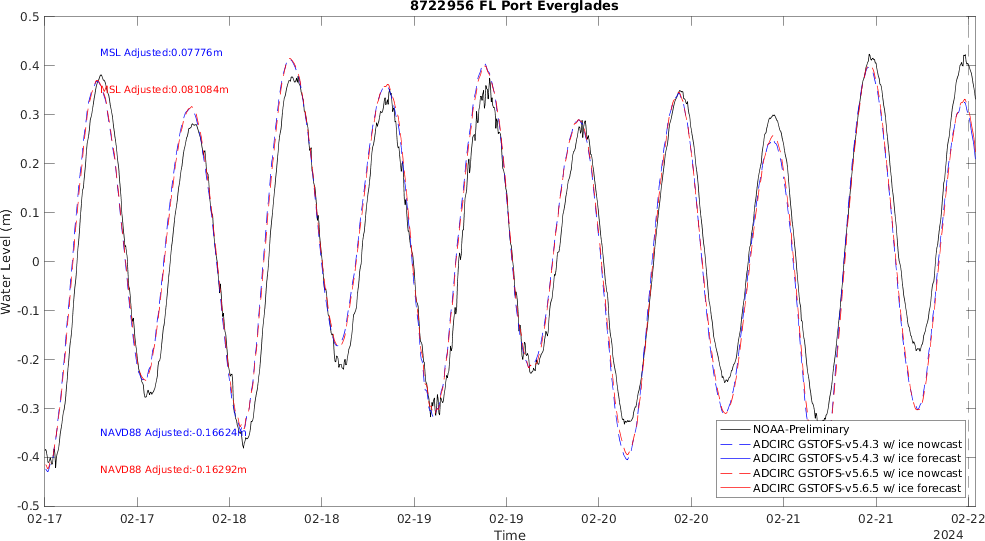 8722956 FL Port Everglades
0.5
0.4
0.3
0.2
0.1
0
-0.1
-0.2
-0.3
-0.4
-0.5
Water Level (m)
MSL Adjusted:0.07776m
MSL Adjusted:0.081084m
NAVD88 Adjusted:-0.16624m
NAVD88 Adjusted:-0.16292m
NOAA-Preliminary
ADCIRC GSTOFS-v5.4.3 w/ ice nowcast
ADCIRC GSTOFS-v5.4.3 w/ ice forecast
ADCIRC GSTOFS-v5.6.5 w/ ice nowcast
ADCIRC GSTOFS-v5.6.5 w/ ice forecast
02-17 02-17 02-18 02-18 02-19 02-19 02-20 02-20 02-21 02-21 02-22
Time
2024